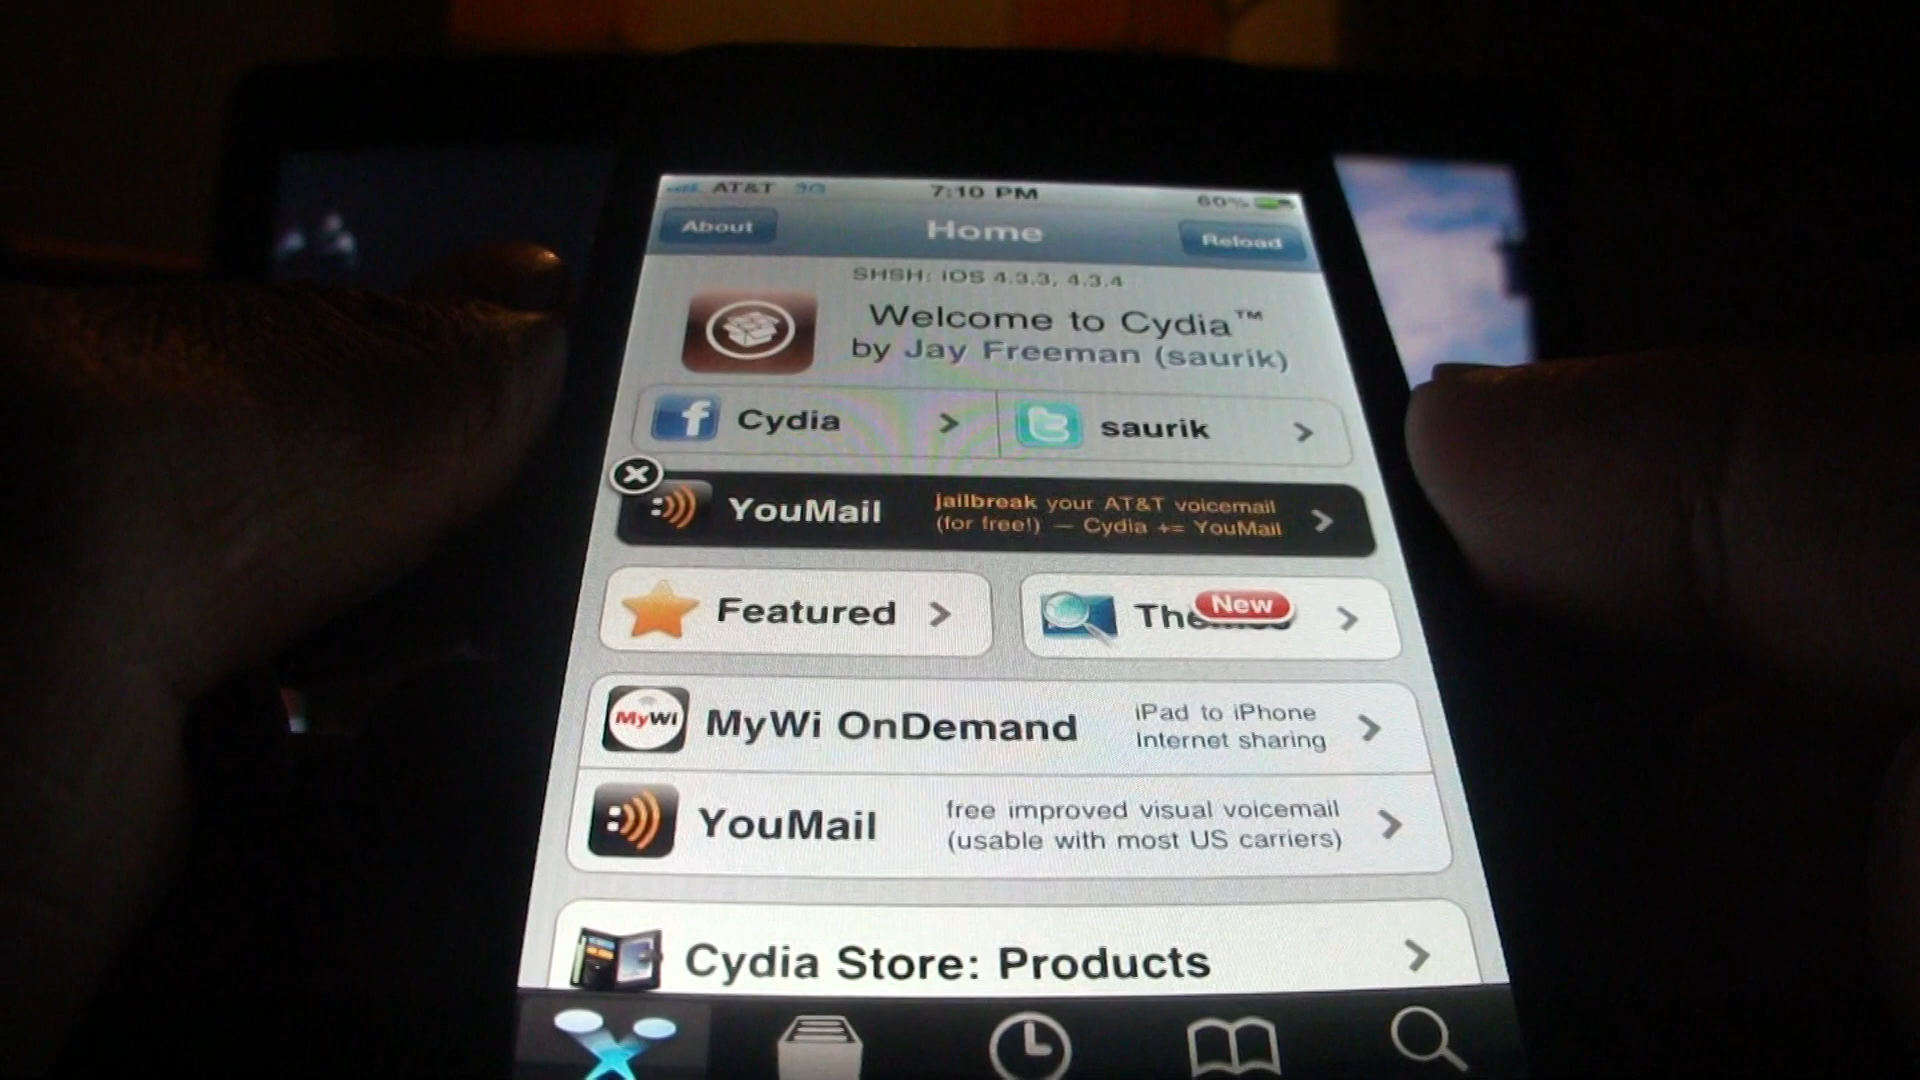 AT&T 3G 7:10 PM 60%
About Home Reload
SHSH: iOS 4.3.3, 4.3.4
Welcome to Cydia™
by Jay Freeman (saurik)
Cydia
saurik
YouMail
jailbreak your AT&T voicemail
(for free!) — Cydia += YouMail
Featured
New
MyWi
MyWi OnDemand
iPad to iPhone
Internet sharing
YouMail
free improved visual voicemail
(usable with most US carriers)
Cydia Store: Products